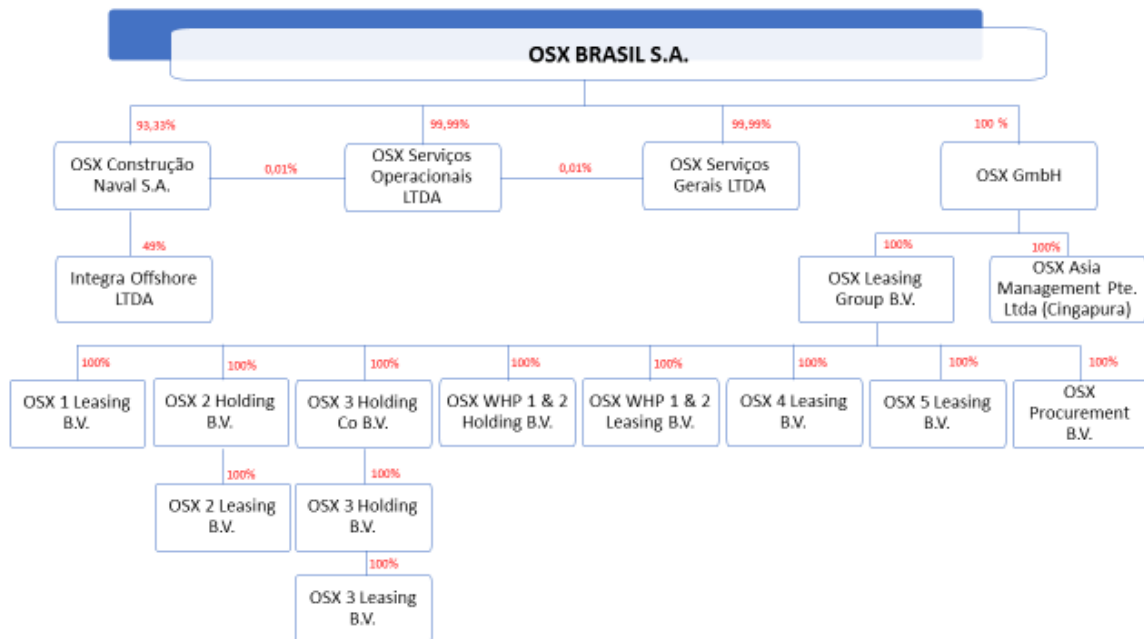 OSX BRASIL S.A.
93,33%
99,99%
99,99%
100 %
OSX Construção
Naval S.A.
0,01%
OSX Serviços
Operacionais
LTDA
0,01%
OSX Serviços
Gerais LTDA
OSX GmbH
49%
100%
100%
Integra Offshore
LTDA
OSX Leasing
Group B.V.
OSX Asia
Management Pte.
Ltda (Cingapura)
100%
100%
100%
100%
100%
100%
100%
100%
OSX 1 Leasing
B.V.
OSX 2 Holding
B.V.
OSX 3 Holding
Co B.V.
OSX WHP 1 & 2
Holding B.V.
OSX WHP 1 & 2
Leasing B.V.
OSX 4 Leasing
B.V.
OSX 5 Leasing
B.V.
OSX
Procurement
B.V.
100%
100%
OSX 2 Leasing
B.V.
OSX 3 Holding
B.V.
100%
OSX 3 Leasing
B.V.